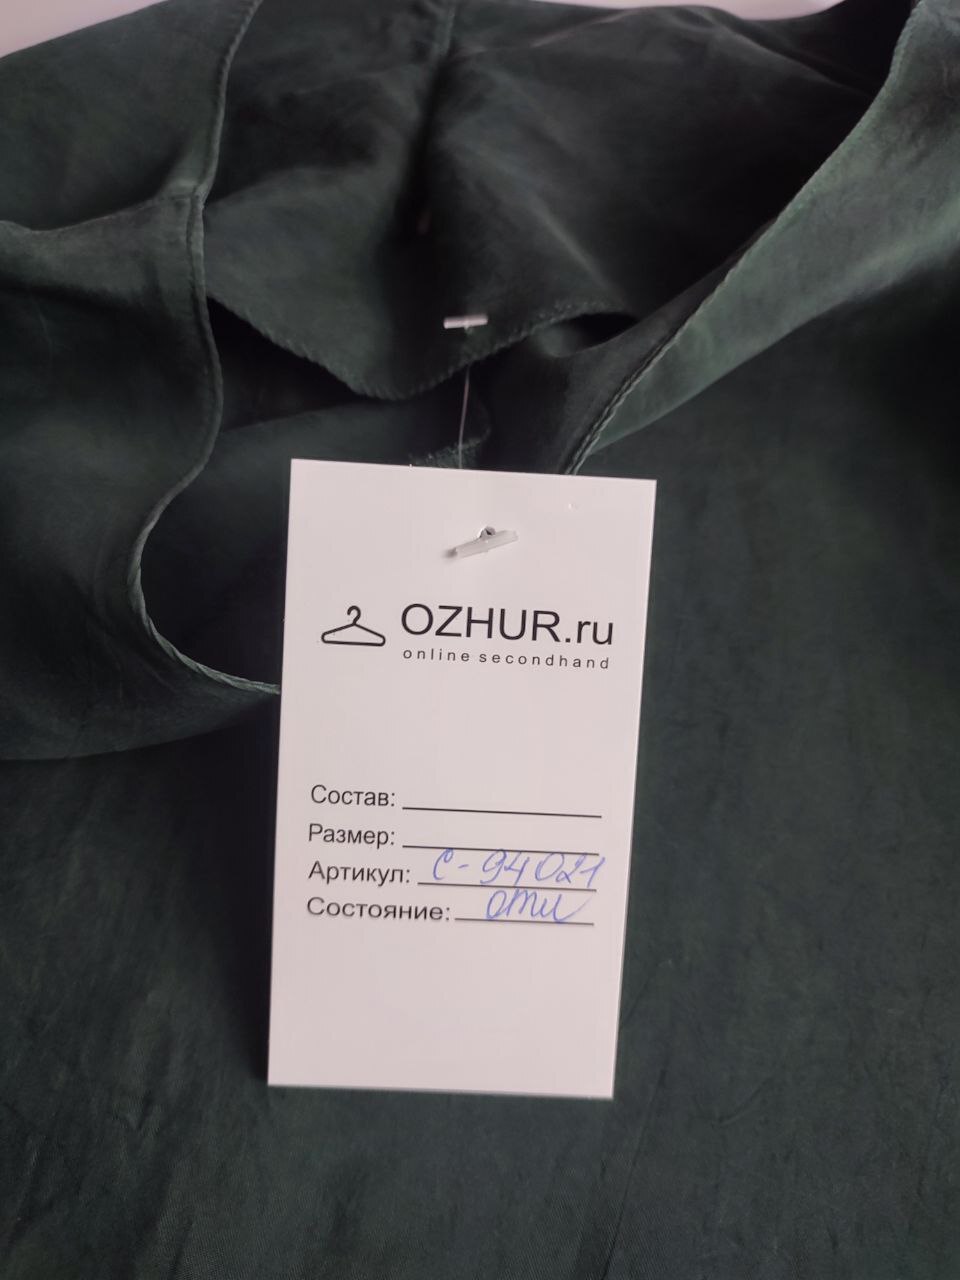 OZHUR.ru
online secondhand
Состав:
Размер:
Артикул: С-94021
Состояние: отл